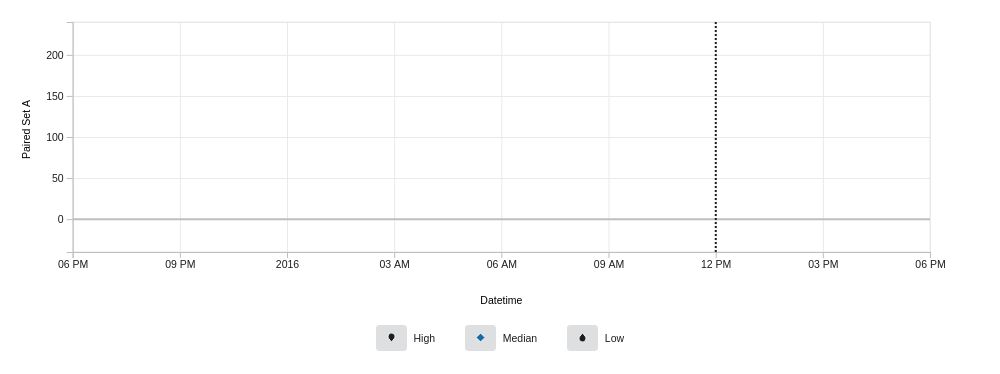 200
150
100
50
0
Paired Set A
06 PM 09 PM 2016 03 AM 06 AM 09 AM 12 PM 03 PM 06 PM
Datetime
High Median Low